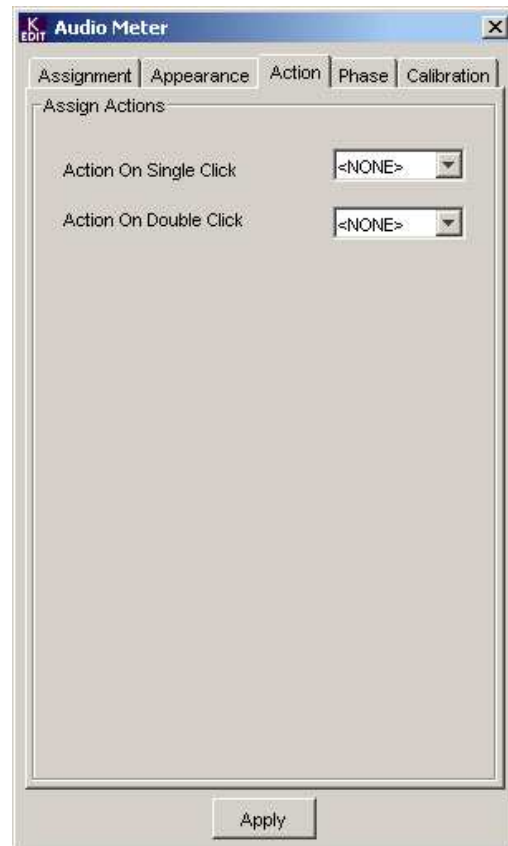 K EDIT Audio Meter
Assignment Appearance Action Phase Calibration
Assign Actions
Action On Single Click <NONE>
Action On Double Click <NONE>
Apply